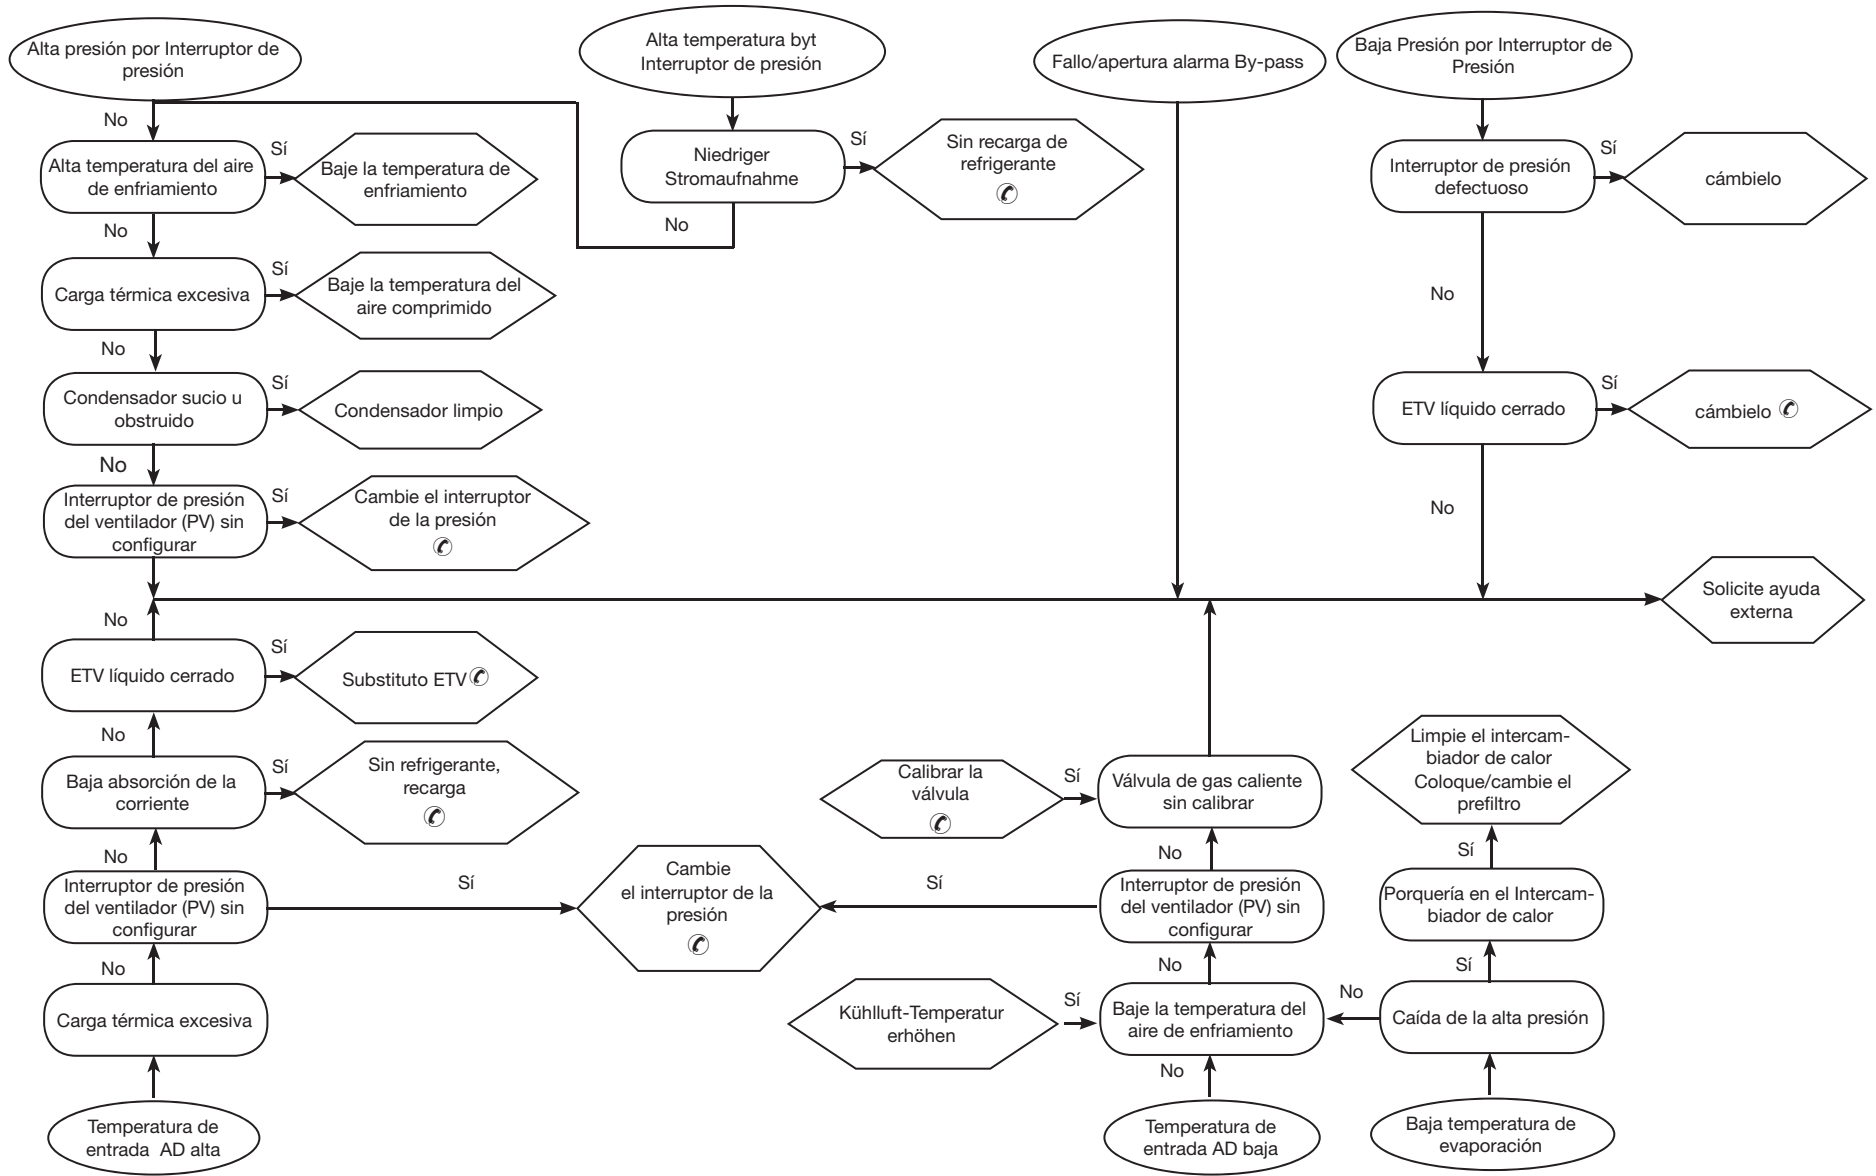 Alta presión por Interruptor de
presión
Alta temperatura byt
Interruptor de presión
Fallo/apertura alarma By-pass
Baja Presión por Interruptor de
Presión
No
Alta temperatura del aire
de enfriamiento
Sí
Baje la temperatura de
enfriamiento
Niedriger
Stromaufnahme
Sí
Sin recarga de
refrigerante
No
Interruptor de presión
defectuoso
Sí
cámbielo
No
Carga térmica excesiva
Sí
Baje la temperatura del
aire comprimido
No
No
Condensador sucio u
obstruido
Sí
Condensador limpio
ETV líquido cerrado
Sí
cámbielo
No
Interruptor de presión
del ventilador (PV) sin
configurar
Sí
Cambie el interruptor
de la presión
No
Solicite ayuda
externa
No
ETV líquido cerrado
Sí
Substituto ETV
No
Baja absorción de la
corriente
Sí
Sin refrigerante,
recarga
Calibrar la
válvula
Sí
Válvula de gas caliente
sin calibrar
Limpie el intercam-
biador de calor
Coloque/cambie el
prefiltro
No
Interruptor de presión
del ventilador (PV) sin
configurar
Sí
Cambie
el interruptor de la
presión
Sí
No
Interruptor de presión
del ventilador (PV) sin
configurar
Sí
Porquería en el Intercam-
biador de calor
No
Carga térmica excesiva
Kühlluft-Temperatur
erhöhen
Sí
No
Baje la temperatura del
aire de enfriamiento
No
Sí
Caída de la alta presión
No
Temperatura de
entrada AD alta
Temperatura de
entrada AD baja
Baja temperatura de
evaporación